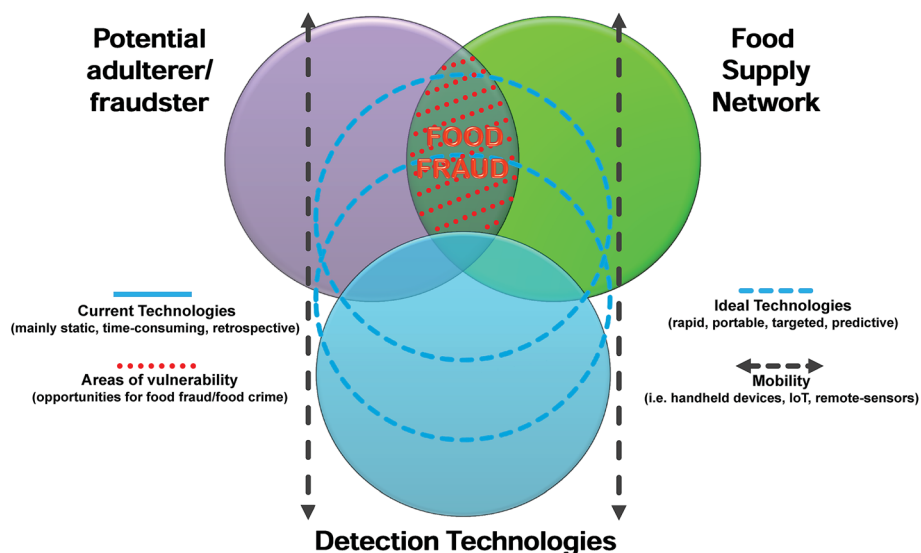 Potential
adulterer/
fraudster
Food
Supply
Network
FOOD
FRAUD
Current Technologies
(mainly static, time-consuming, retrospective)
Areas of vulnerability
(opportunities for food fraud/food crime)
Ideal Technologies
(rapid, portable, targeted, predictive)
Mobility
(i.e. handheld devices, IoT, remote-sensors)
Detection Technologies